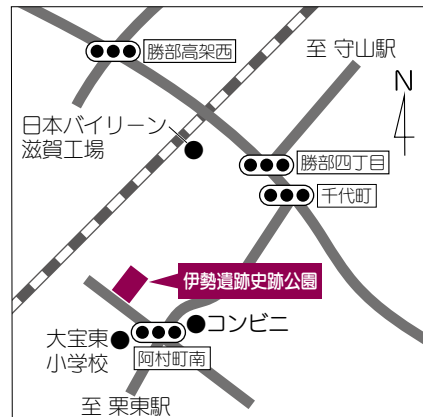 勝部高架西
至 守山駅
N
日本バイリーン
滋賀工場
勝部四丁目
千代町
伊勢遺跡史跡公園
コンビニ
大宝東
小学校
阿村町南
至 栗東駅